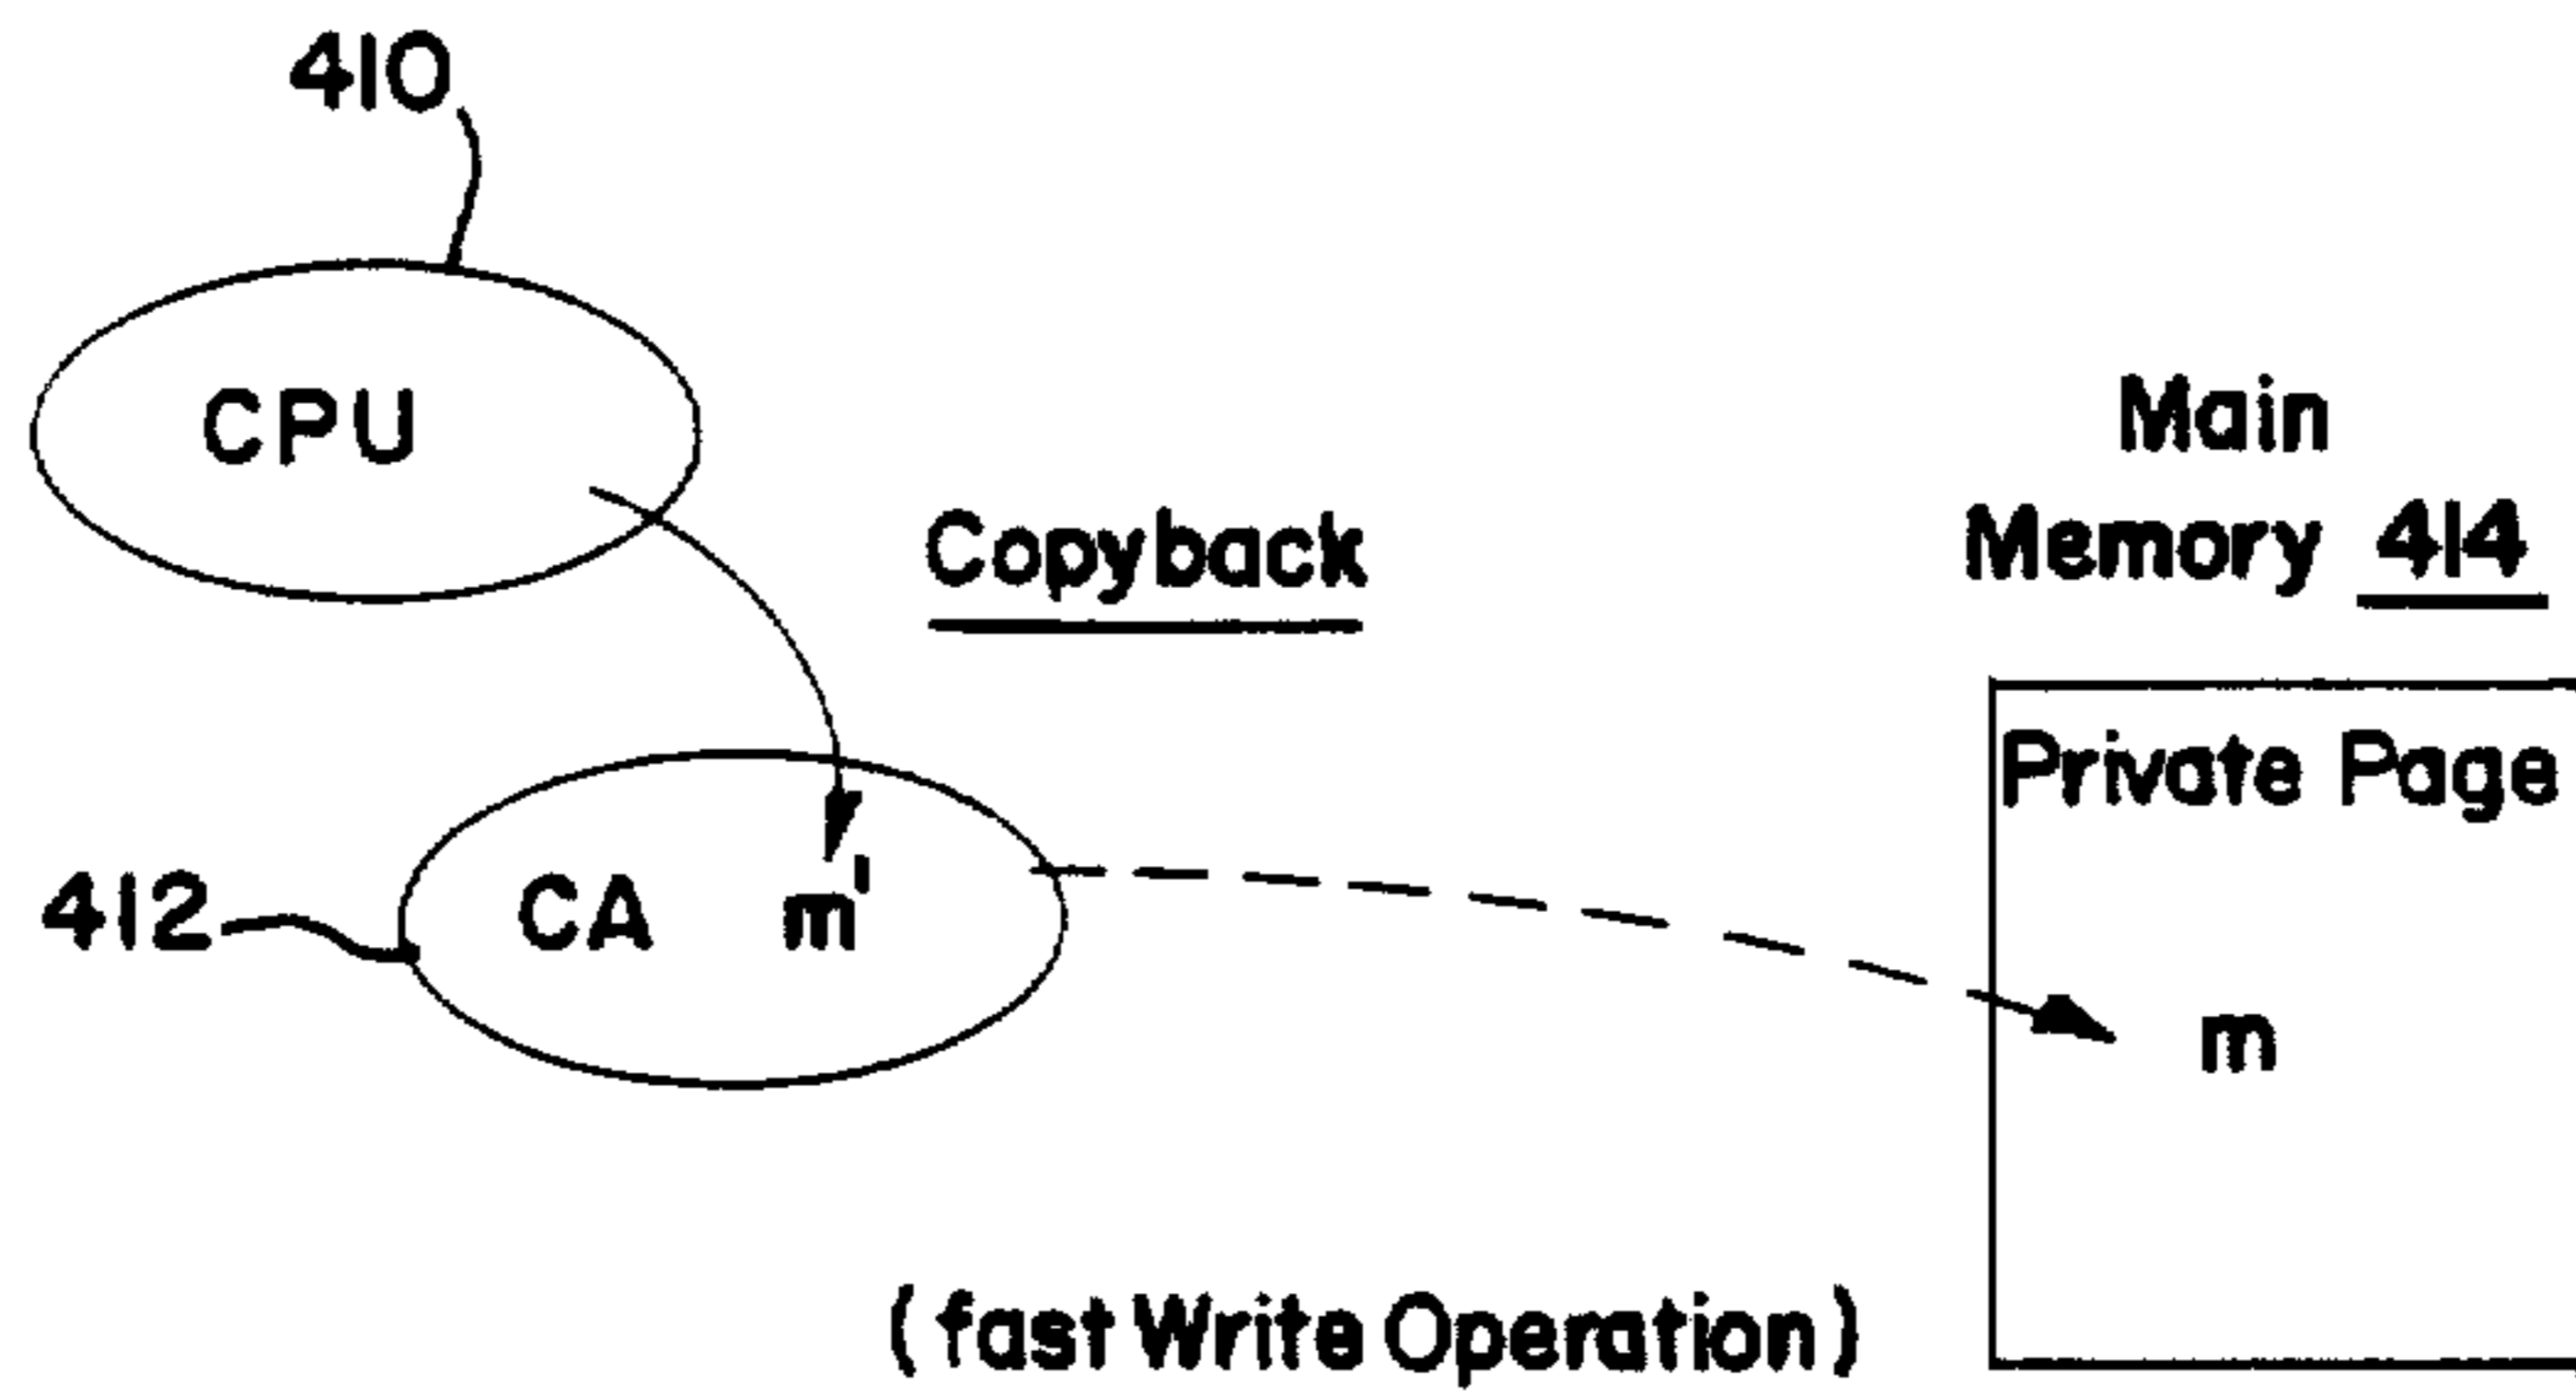 410
CPU
Copyback
Main
Memory 414
Private Page
412
CA m'
m
(fast Write Operation)